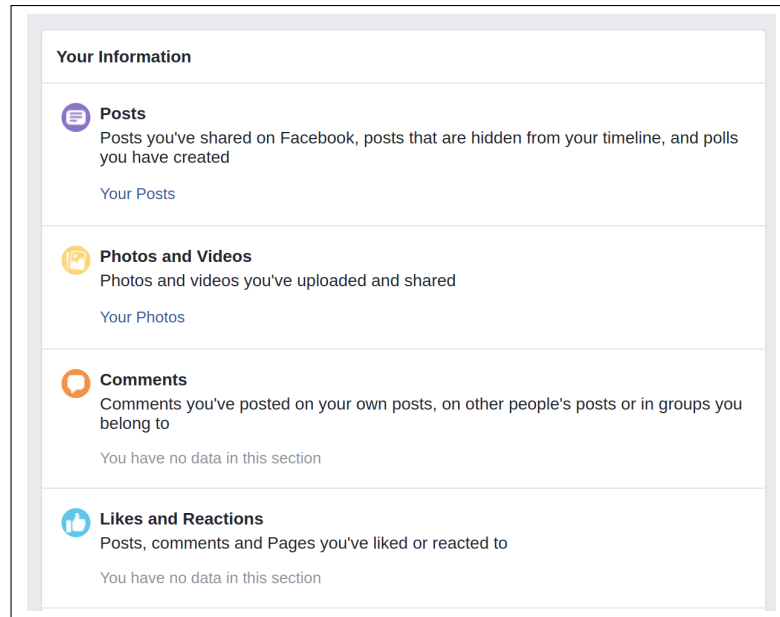 Your Information
Posts
Posts you've shared on Facebook, posts that are hidden from your timeline, and polls
you have created
Your Posts
Photos and Videos
Photos and videos you've uploaded and shared
Your Photos
Comments
Comments you've posted on your own posts, on other people's posts or in groups you
belong to
You have no data in this section
Likes and Reactions
Posts, comments and Pages you've liked or reacted to
You have no data in this section